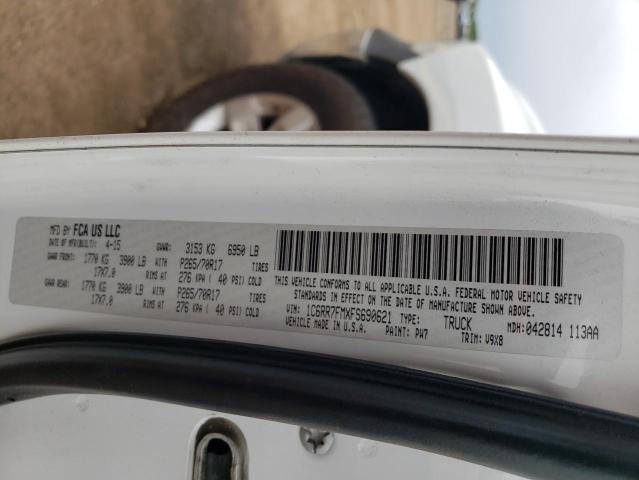 MFD BY FCA US LLC
DATE OF MFR(BUILT): 4-15 GVWR: 3153 KG 6950 LB
GAWR FRONT: 1770 KG 3900 LB WITH P265/70R17 TIRES
17X7.0 RIMS AT 276 KPA ( 40 PSI) COLD
GAWR REAR: 1770 KG 3900 LB WITH P265/70R17 TIRES
17X7.0 RIMS AT 276 KPA ( 40 PSI) COLD
THIS VEHICLE CONFORMS TO ALL APPLICABLE U.S.A. FEDERAL MOTOR VEHICLE SAFETY
STANDARDS IN EFFECT ON THE DATE OF MANUFACTURE SHOWN ABOVE.
VIN: 1C6RR7FMXFS690621 TYPE: TRUCK MDH: 042814 113AA
VEHICLE MADE IN U.S.A. PAINT: PW7 TRIM: V9X8